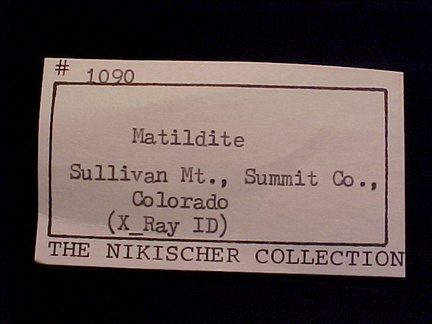 # 1090
Matildite
Sullivan Mt., Summit Co.,
Colorado
(X_Ray ID)
THE NIKISCHER COLLECTION